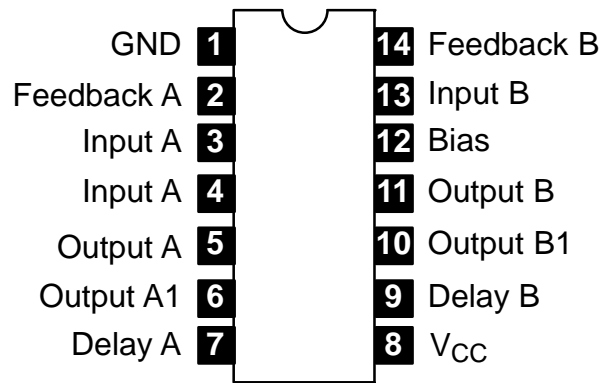 GND 1 14 Feedback B
Feedback A 2 13 Input B
Input A 3 12 Bias
Input A 4 11 Output B
Output A 5 10 Output B1
Output A1 6 9 Delay B
Delay A 7 8 VCC